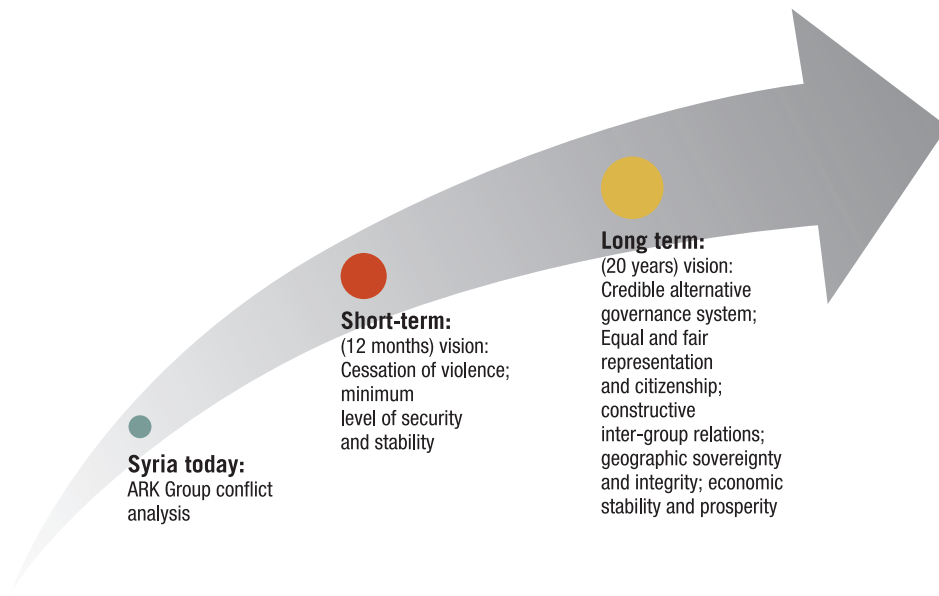 Syria today:
ARK Group conflict
analysis
Short-term:
(12 months) vision:
Cessation of violence;
minimum
level of security
and stability
Long term:
(20 years) vision:
Credible alternative
governance system;
Equal and fair
representation
and citizenship;
constructive
inter-group relations;
geographic sovereignty
and integrity; economic
stability and prosperity